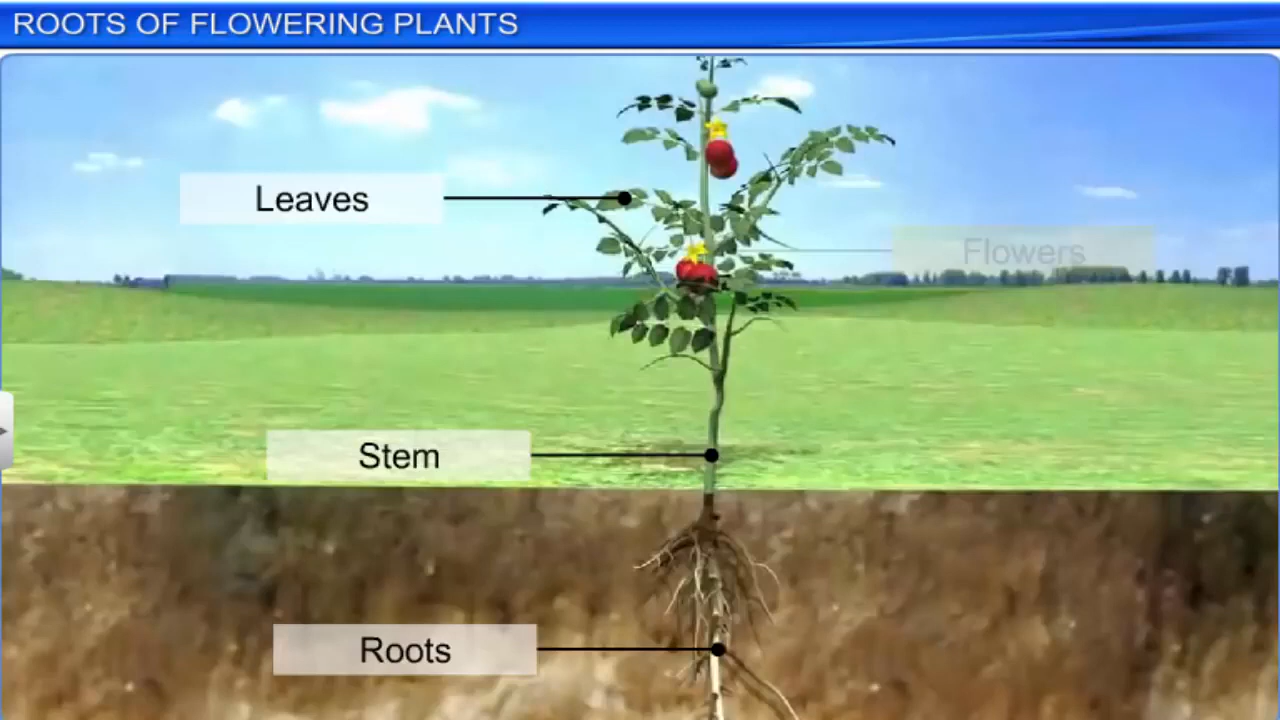 ROOTS OF FLOWERING PLANTS
Leaves
Flowers
Stem
Roots